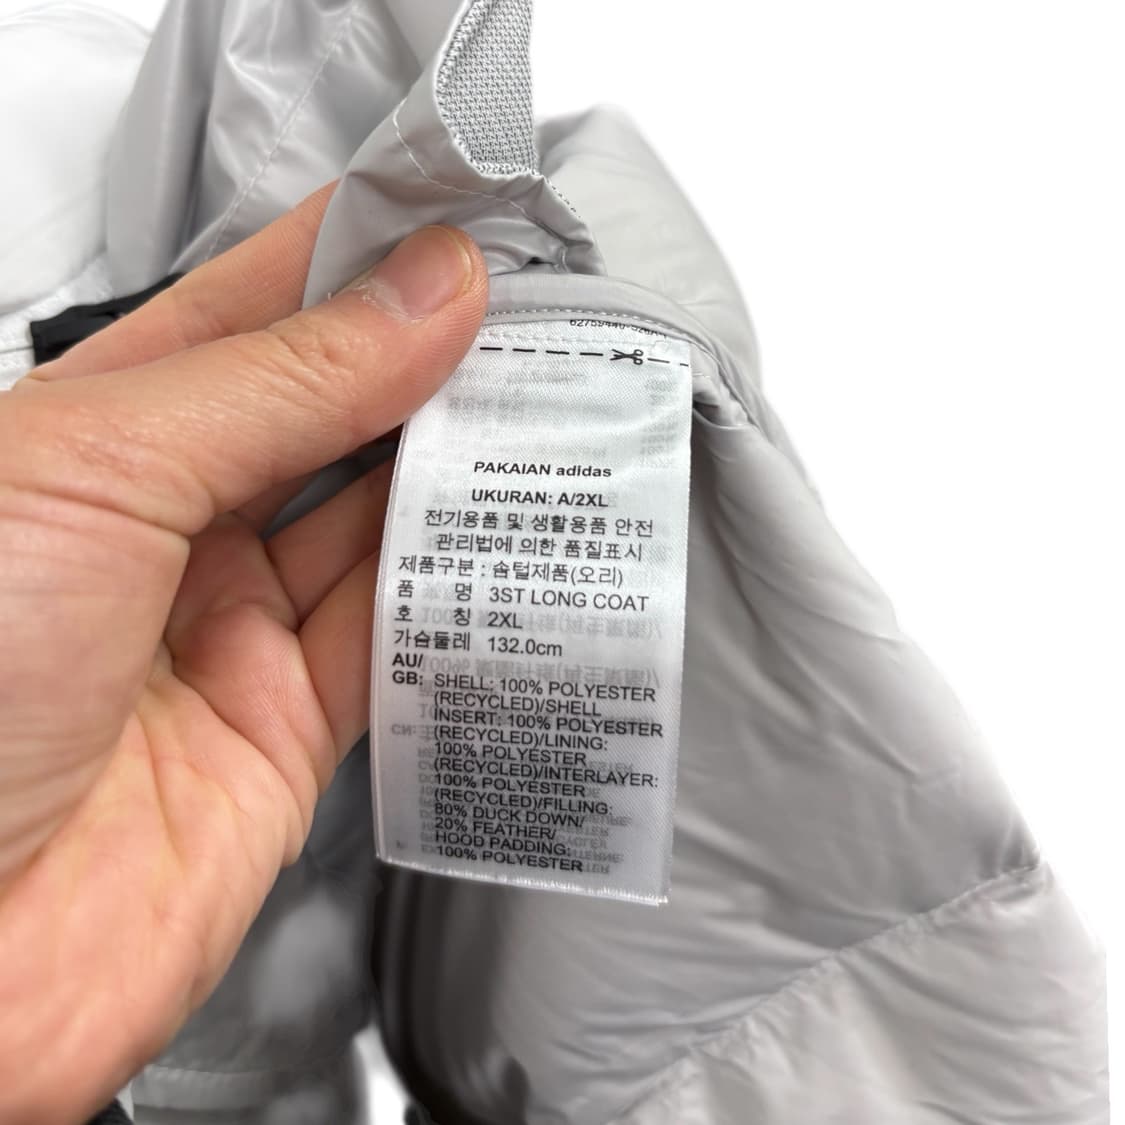 PAKAIAN adidas
UKURAN: A/2XL
전기용품 및 생활용품 안전
관리법에 의한 품질표시
제품구분 : 솜털제품(오리)
품 명 3ST LONG COAT
호 칭 2XL
가슴둘레 132.0cm
AU/
GB: SHELL: 100% POLYESTER
(RECYCLED)/SHELL
INSERT: 100% POLYESTER
(RECYCLED)/LINING:
100% POLYESTER
(RECYCLED)/INTERLAYER:
100% POLYESTER
(RECYCLED)/FILLING:
80% DUCK DOWN/
20% FEATHER/
HOOD PADDING:
100% POLYESTER